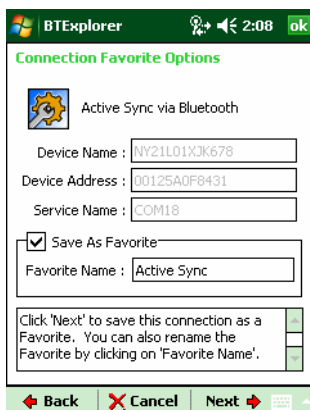 BTExplorer 2:08 ok
Connection Favorite Options
Active Sync via Bluetooth
Device Name : NY21L01XJK678
Device Address : 00125A0F8431
Service Name : COM18
Save As Favorite
Favorite Name : Active Sync
Click 'Next' to save this connection as a
Favorite. You can also rename the
Favorite by clicking on 'Favorite Name'.
Back Cancel Next